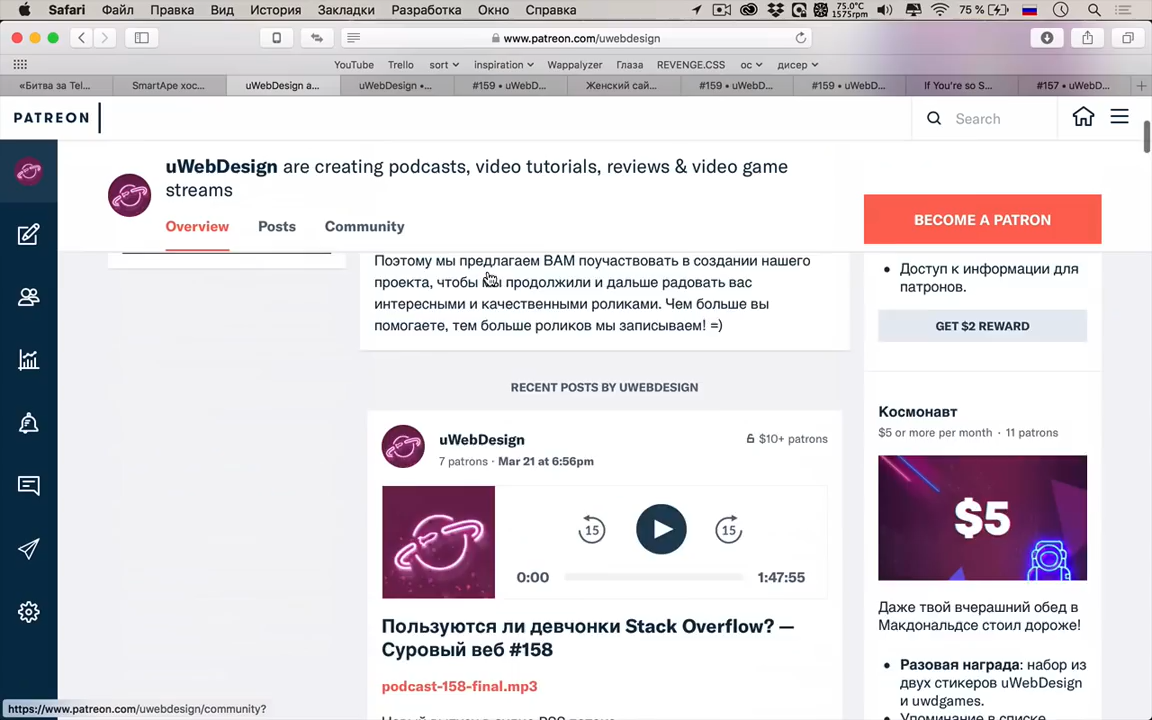 Safari Файл Правка Вид История Закладки Разработка Окно Справка 75.0°C 1575rpm 75 %
www.patreon.com/uwebdesign
YouTube Trello sort inspiration Wappalyzer Глаза REVENGE.CSS ос дисер
«Битва за Tel... SmartApe хос... uWebDesign a... uWebDesign •... #159 • uWebD... Женский сай... #159 • uWebD... #159 • uWebD... If You're so S... #157 • uWebD...
PATREON
Search
uWebDesign are creating podcasts, video tutorials, reviews & video game
streams
Overview Posts Community
BECOME A PATRON
Поэтому мы предлагаем ВАМ поучаствовать в создании нашего
проекта, чтобы продолжили и дальше радовать вас
интересными и качественными роликами. Чем больше вы
помогаете, тем больше роликов мы записываем! =)
RECENT POSTS BY UWEBDESIGN
uWebDesign
$10+ patrons
7 patrons · Mar 21 at 6:56pm
15 15
0:00 1:47:55
Пользуются ли девчонки Stack Overflow? —
Суровый веб #158
podcast-158-final.mp3
Доступ к информации для
патронов.
GET $2 REWARD
Космонавт
$5 or more per month · 11 patrons
$5
Даже твой вчерашний обед в
Макдональдсе стоил дороже!
Разовая награда: набор из
двух стикеров uWebDesign
и uwdgames.
Упоминание в списке
https://www.patreon.com/uwebdesign/community?